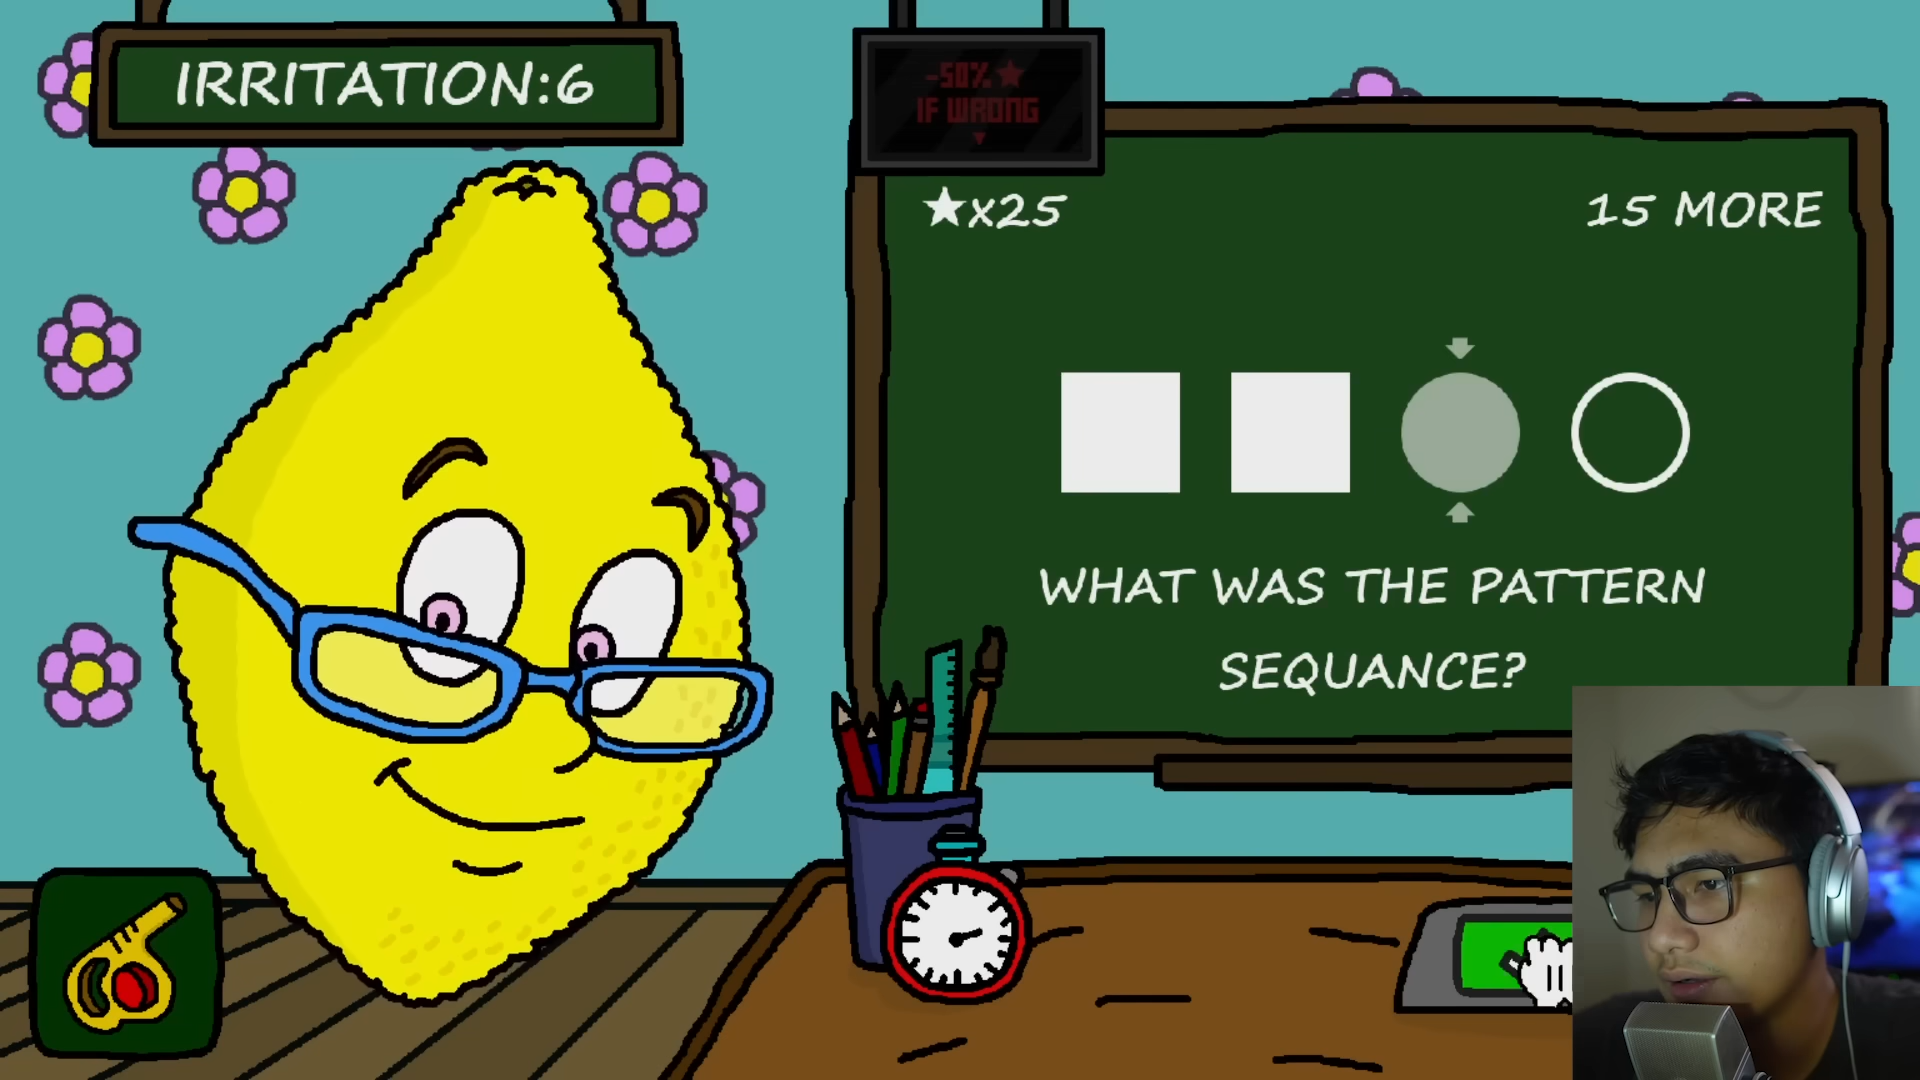 IRRITATION:6
-50%★
IF WRONG
★x25
15 MORE
WHAT WAS THE PATTERN
SEQUANCE?